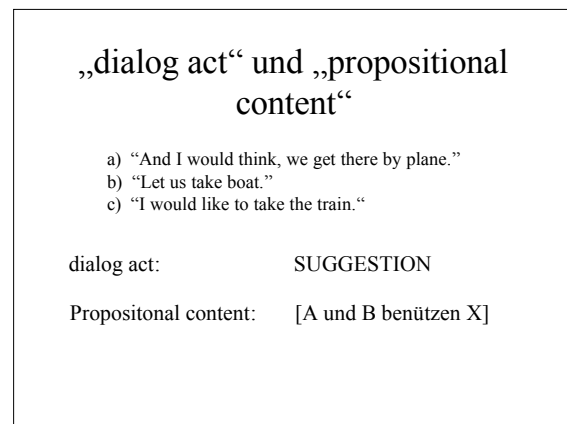 „dialog act“ und „propositional
content“
a) “And I would think, we get there by plane.”
b) “Let us take boat.”
c) “I would like to take the train.“
dialog act: SUGGESTION
Propositonal content: [A und B benützen X]